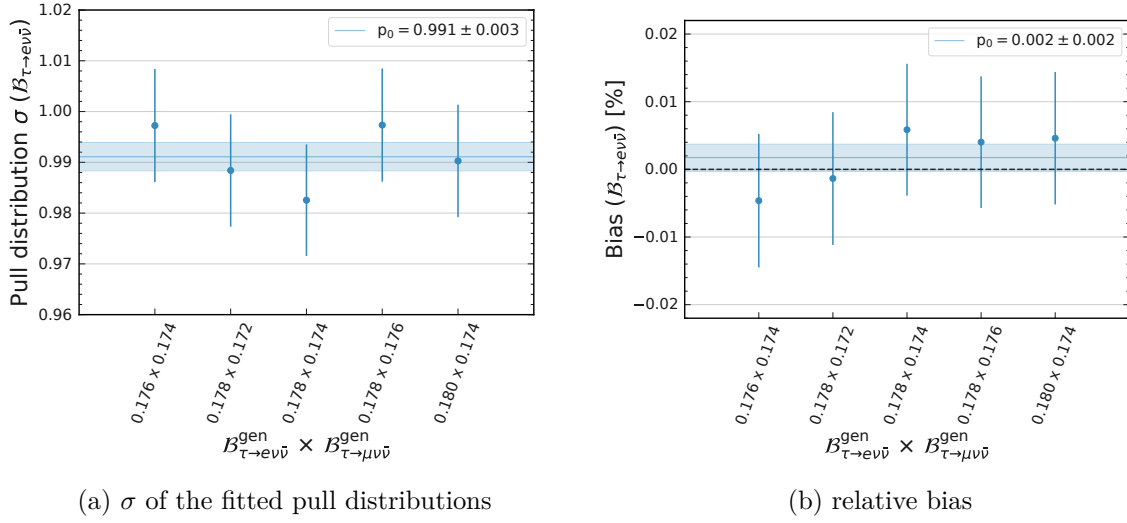 1.02
1.01
1.00
0.99
0.98
0.97
0.96
Pull distribution σ (ℬτ→eνν̄)
p₀ = 0.991 ± 0.003
0.176 x 0.174
0.178 x 0.172
0.178 x 0.174
0.178 x 0.176
0.180 x 0.174
ℬ^gen τ→eνν̄ × ℬ^gen τ→μνν̄
(a) σ of the fitted pull distributions
0.02
0.01
0.00
−0.01
−0.02
Bias (ℬτ→eνν̄) [%]
p₀ = 0.002 ± 0.002
0.176 x 0.174
0.178 x 0.172
0.178 x 0.174
0.178 x 0.176
0.180 x 0.174
ℬ^gen τ→eνν̄ × ℬ^gen τ→μνν̄
(b) relative bias